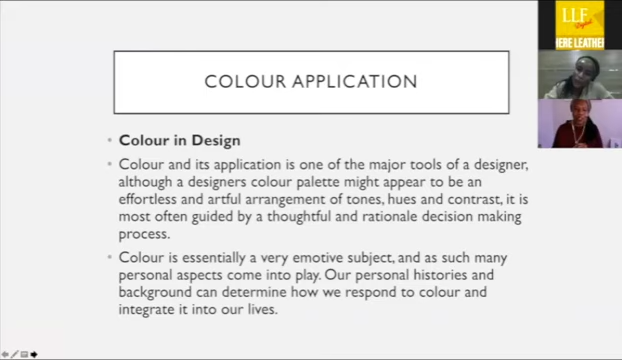 COLOUR APPLICATION
• Colour in Design
• Colour and its application is one of the major tools of a designer,
although a designers colour palette might appear to be an
effortless and artful arrangement of tones, hues and contrast, it is
most often guided by a thoughtful and rationale decision making
process.
• Colour is essentially a very emotive subject, and as such many
personal aspects come into play. Our personal histories and
background can determine how we respond to colour and
integrate it into our lives.
LLF
Digital
HERE LEATHER